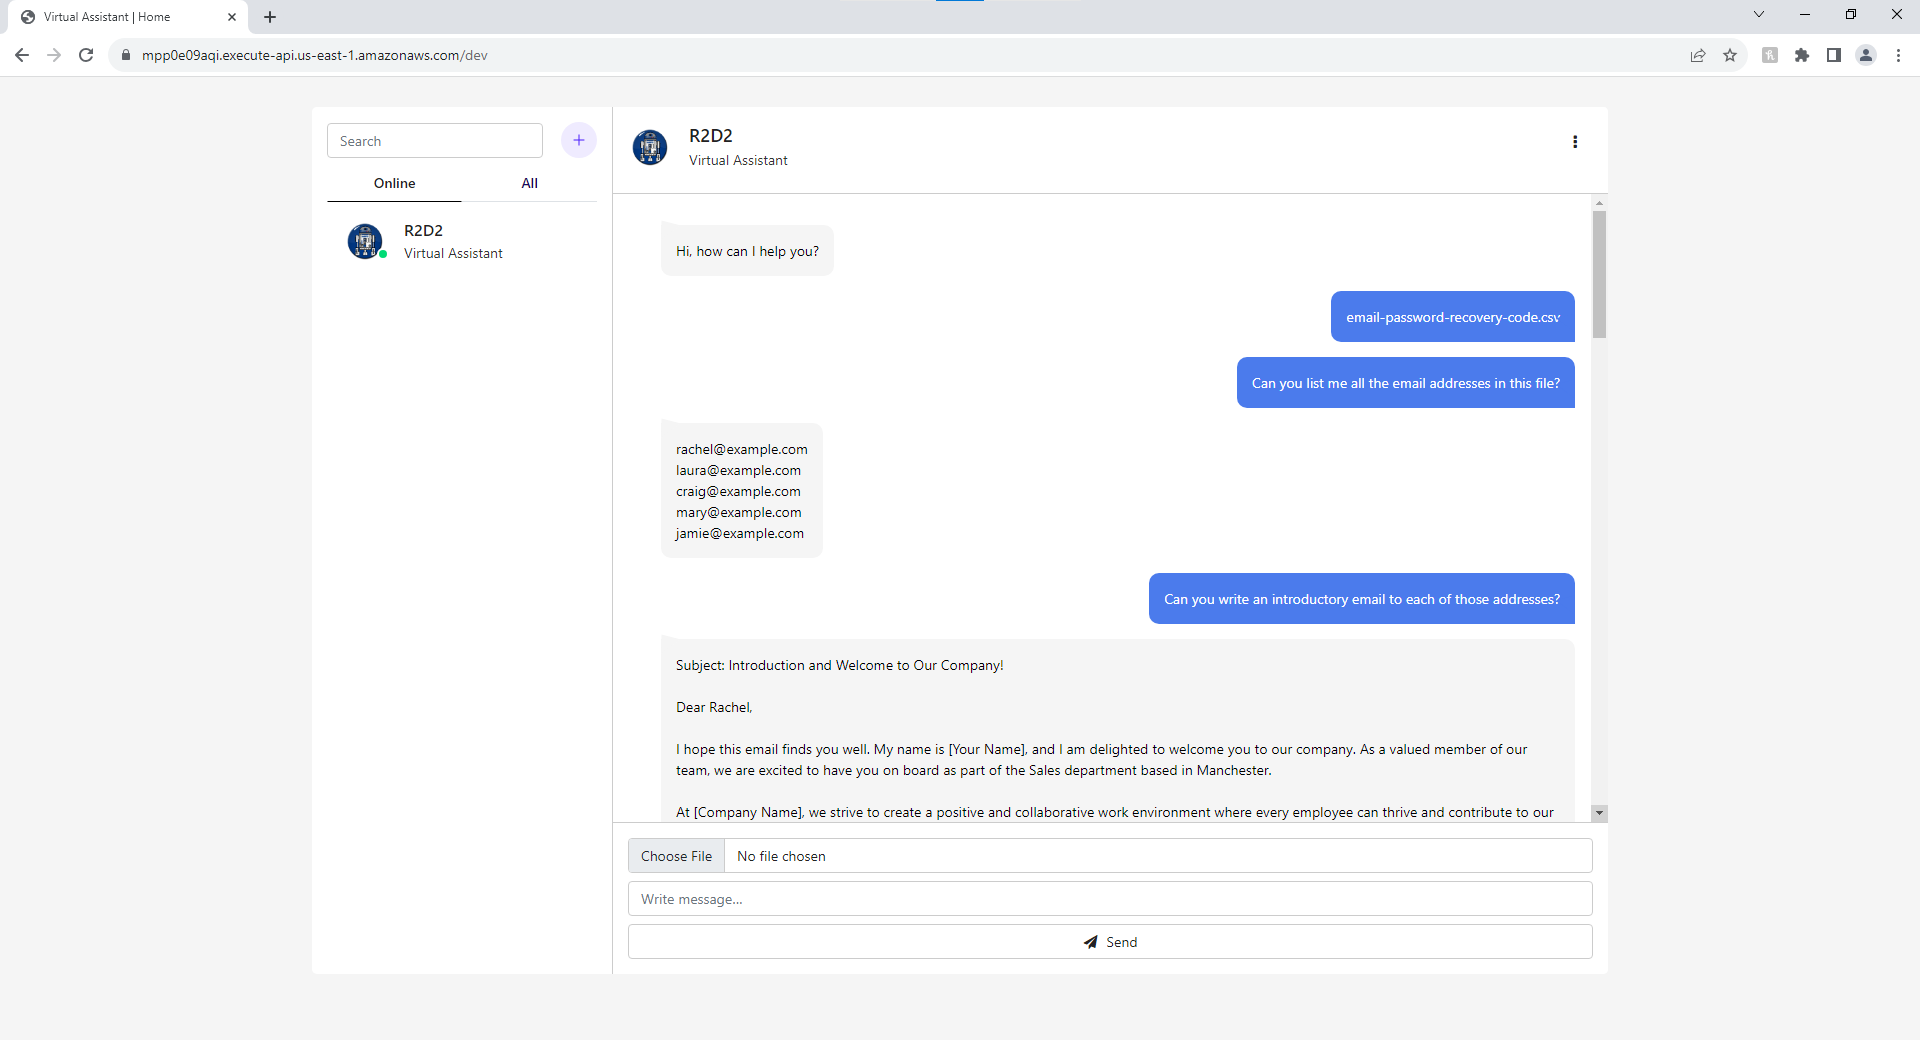 Virtual Assistant | Home
mpp0e09aqi.execute-api.us-east-1.amazonaws.com/dev
Search
Online
All
R2D2
Virtual Assistant
R2D2
Virtual Assistant
Hi, how can I help you?
email-password-recovery-code.csv
Can you list me all the email addresses in this file?
rachel@example.com
laura@example.com
craig@example.com
mary@example.com
jamie@example.com
Can you write an introductory email to each of those addresses?
Subject: Introduction and Welcome to Our Company!
Dear Rachel,
I hope this email finds you well. My name is [Your Name], and I am delighted to welcome you to our company. As a valued member of our
team, we are excited to have you on board as part of the Sales department based in Manchester.
At [Company Name], we strive to create a positive and collaborative work environment where every employee can thrive and contribute to our
Choose File
No file chosen
Write message...
Send